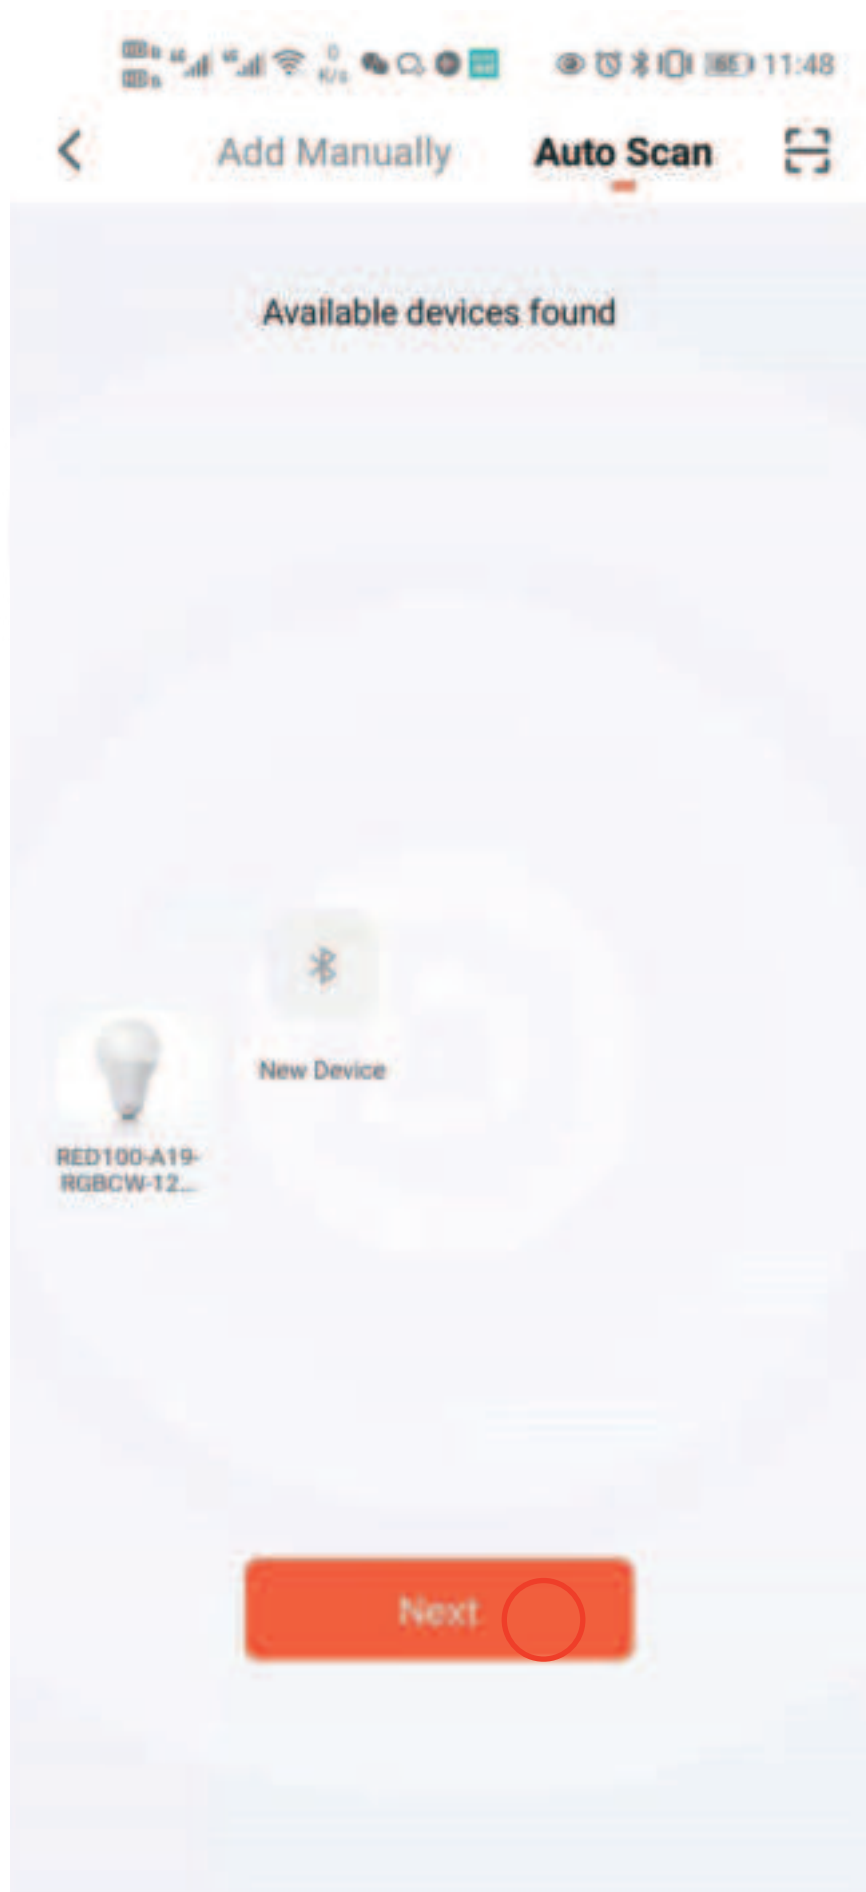 11:48
Add Manually Auto Scan
Available devices found
New Device
RED100-A19-
RGBCW-12...
Next